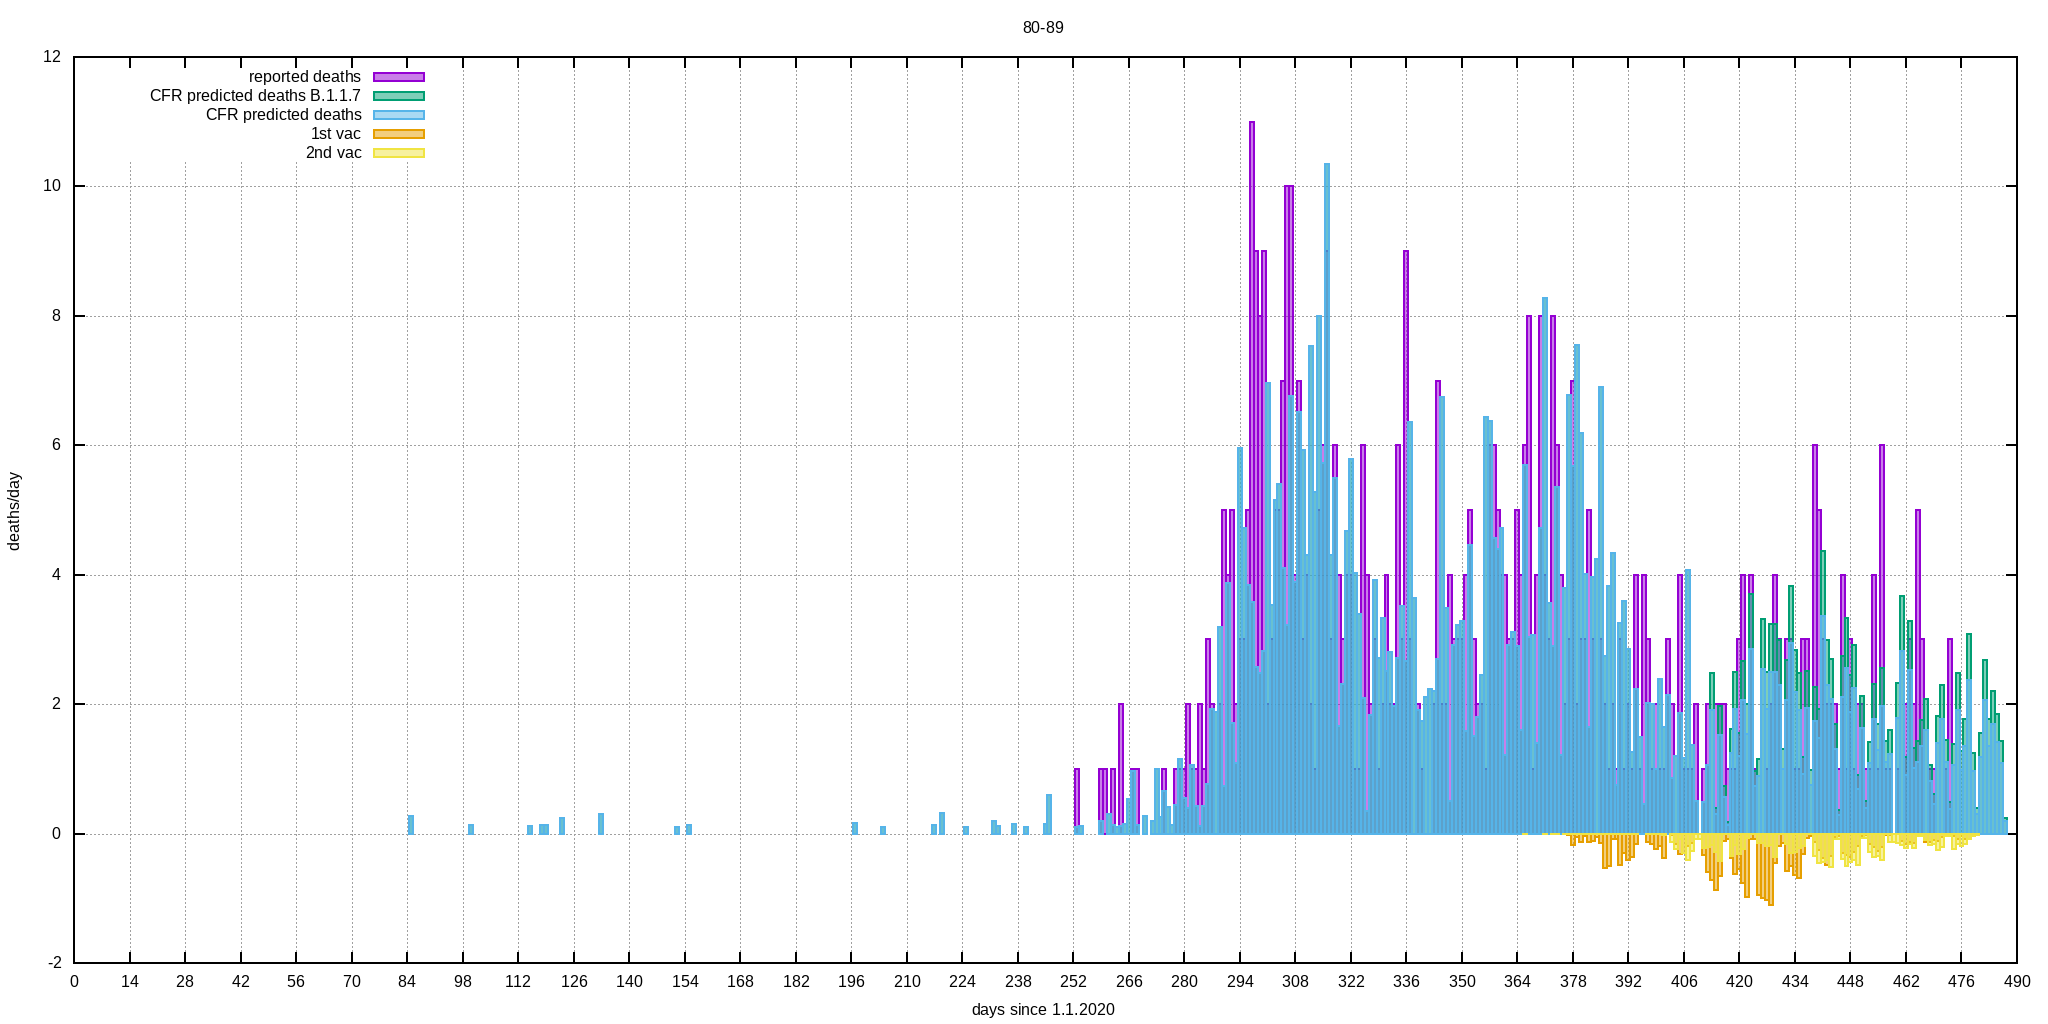 80-89
reported deaths
CFR predicted deaths B.1.1.7
CFR predicted deaths
1st vac
2nd vac
12
10
8
6
4
2
0
-2
deaths/day
0 14 28 42 56 70 84 98 112 126 140 154 168 182 196 210 224 238 252 266 280 294 308 322 336 350 364 378 392 406 420 434 448 462 476 490
days since 1.1.2020